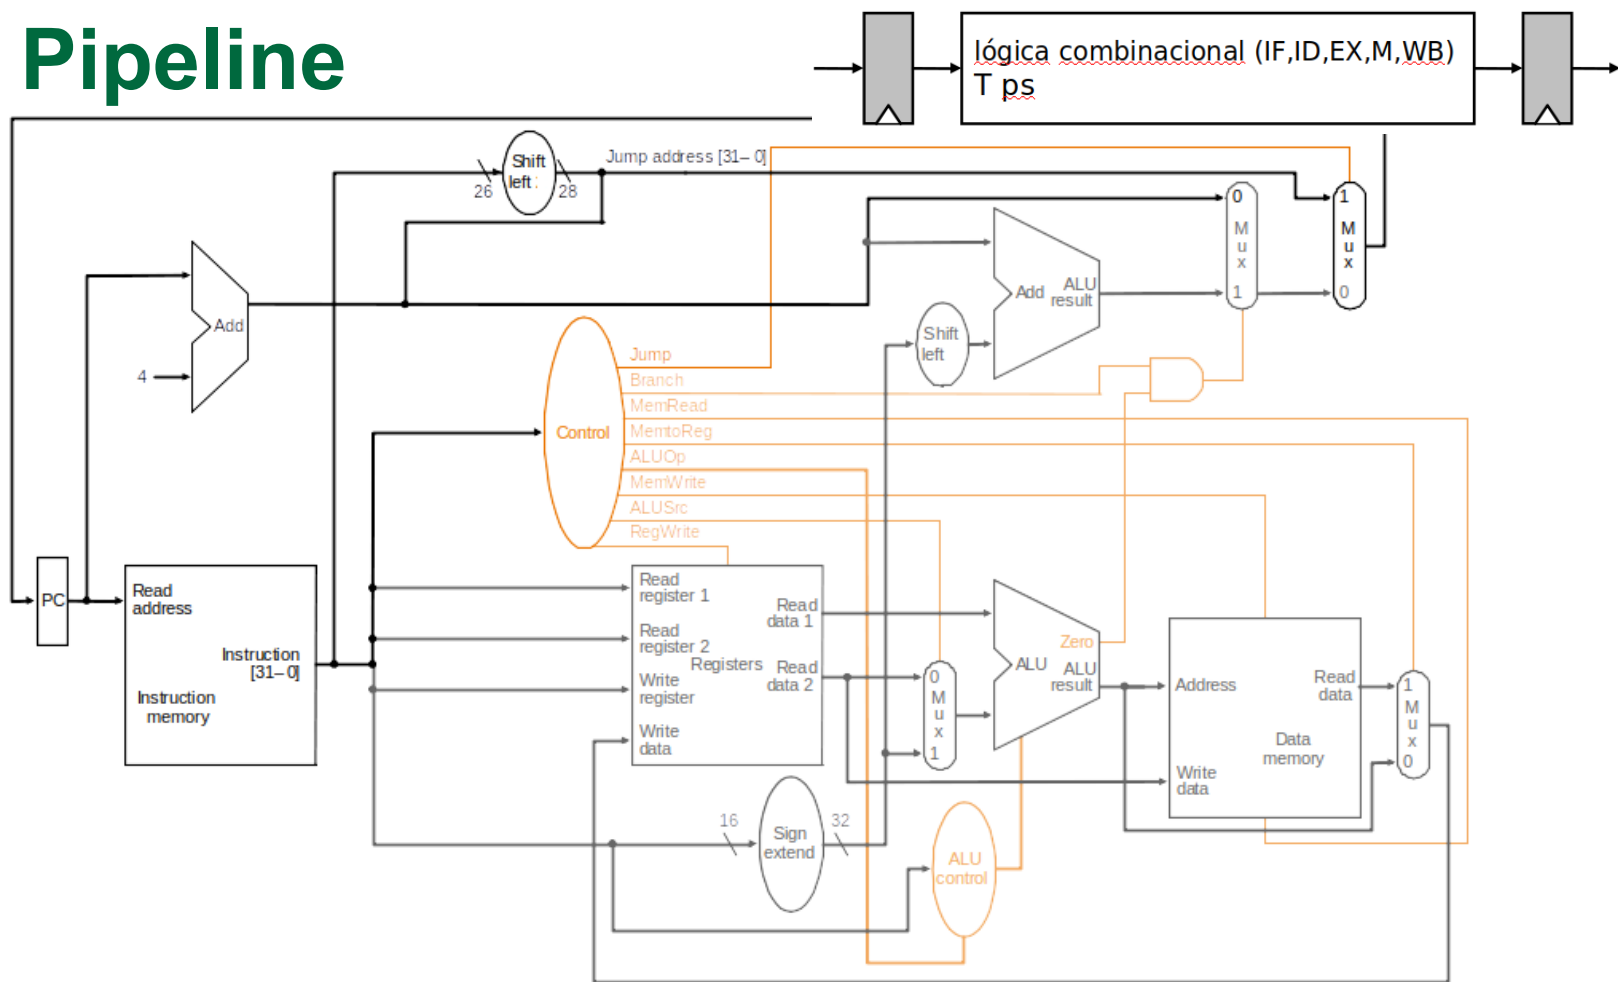 Pipeline
lógica combinacional (IF,ID,EX,M,WB)
T ps
Shift
left
26
28
Jump address [31–0]
0
M
u
x
1
1
M
u
x
0
Add
ALU
result
Shift
left
Add
4
Jump
Branch
MemRead
MemtoReg
ALUOp
MemWrite
ALUSrc
RegWrite
Control
PC
Read
address
Instruction
[31–0]
Instruction
memory
Read
register 1
Read
register 2
Write
register
Write
data
Registers
Read
data 1
Read
data 2
0
M
u
x
1
Zero
ALU
ALU
result
Address
Write
data
Read
data
Data
memory
1
M
u
x
0
16
Sign
extend
32
ALU
control